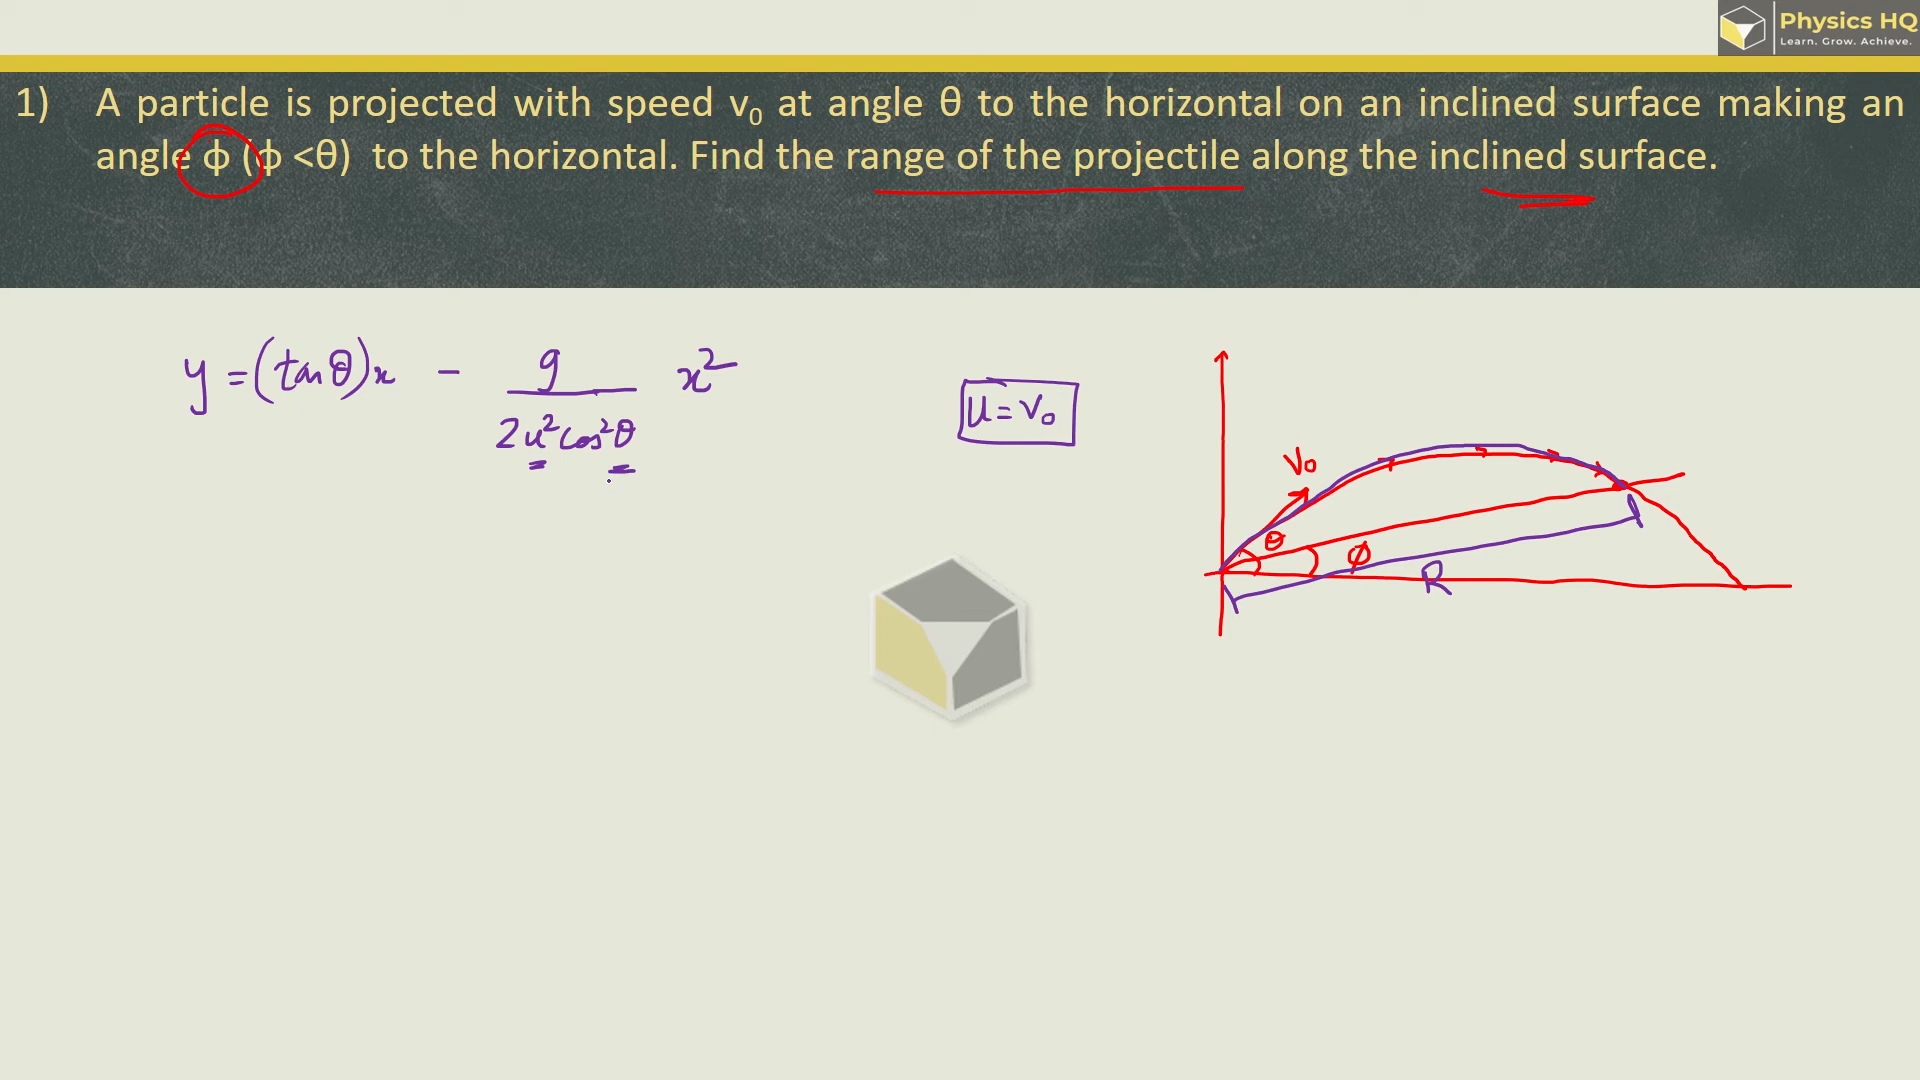 Physics HQ
Learn. Grow. Achieve.
1) A particle is projected with speed v₀ at angle θ to the horizontal on an inclined surface making an
angle ϕ (ϕ <θ) to the horizontal. Find the range of the projectile along the inclined surface.
y = (tan θ)x - g/(2u²cos²θ) x²
u = v₀
v₀
θ
ϕ
R